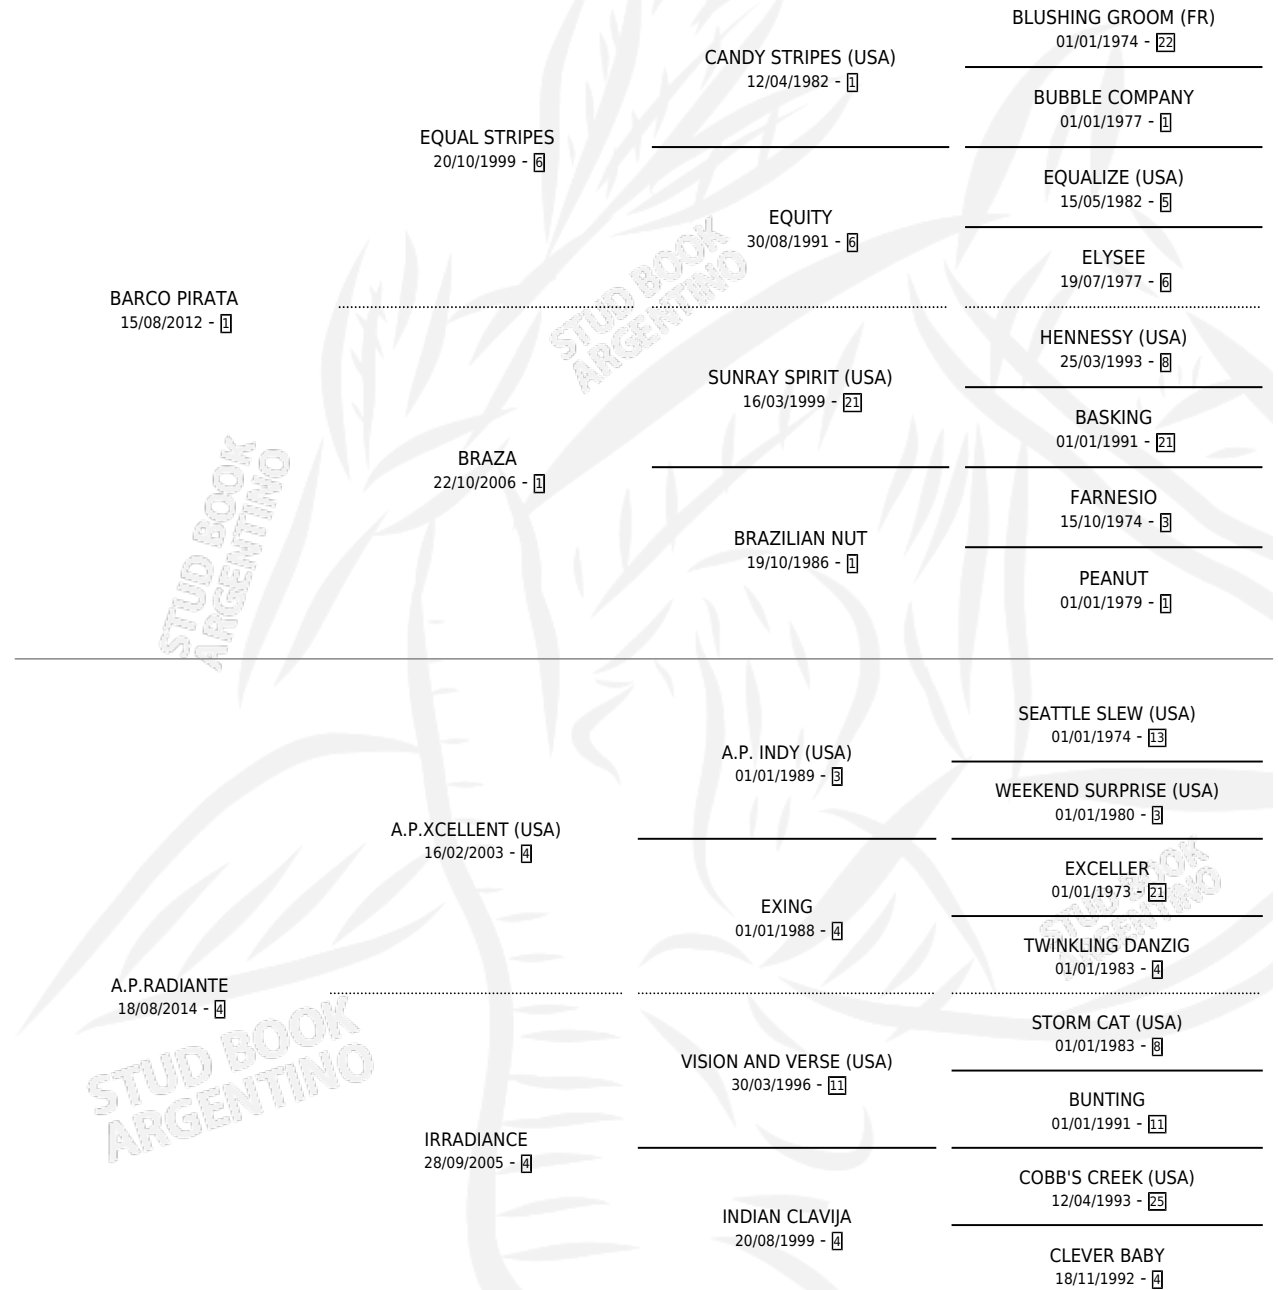 BLUSHING GROOM (FR)
01/01/1974 - 22
CANDY STRIPES (USA)
12/04/1982 - 1
BUBBLE COMPANY
01/01/1977 - 1
EQUAL STRIPES
20/10/1999 - 6
EQUALIZE (USA)
15/05/1982 - 5
EQUITY
30/08/1991 - 6
ELYSEE
19/07/1977 - 6
BARCO PIRATA
15/08/2012 - 1
HENNESSY (USA)
25/03/1993 - 8
SUNRAY SPIRIT (USA)
16/03/1999 - 21
BASKING
01/01/1991 - 21
BRAZA
22/10/2006 - 1
FARNESIO
15/10/1974 - 3
BRAZILIAN NUT
19/10/1986 - 1
PEANUT
01/01/1979 - 1
STUD BOOK
ARGENTINO
STUD BOOK
ARGENTINO
SEATTLE SLEW (USA)
01/01/1974 - 13
A.P. INDY (USA)
01/01/1989 - 3
WEEKEND SURPRISE (USA)
01/01/1980 - 3
A.P.XCELLENT (USA)
16/02/2003 - 4
EXCELLER
01/01/1973 - 21
EXING
01/01/1988 - 4
TWINKLING DANZIG
01/01/1983 - 4
A.P.RADIANTE
18/08/2014 - 4
STORM CAT (USA)
01/01/1983 - 8
VISION AND VERSE (USA)
30/03/1996 - 11
BUNTING
01/01/1991 - 11
IRRADIANCE
28/09/2005 - 4
COBB'S CREEK (USA)
12/04/1993 - 25
INDIAN CLAVIJA
20/08/1999 - 4
CLEVER BABY
18/11/1992 - 4
STUD BOOK
ARGENTINO
STUD BOOK
ARGENTINO